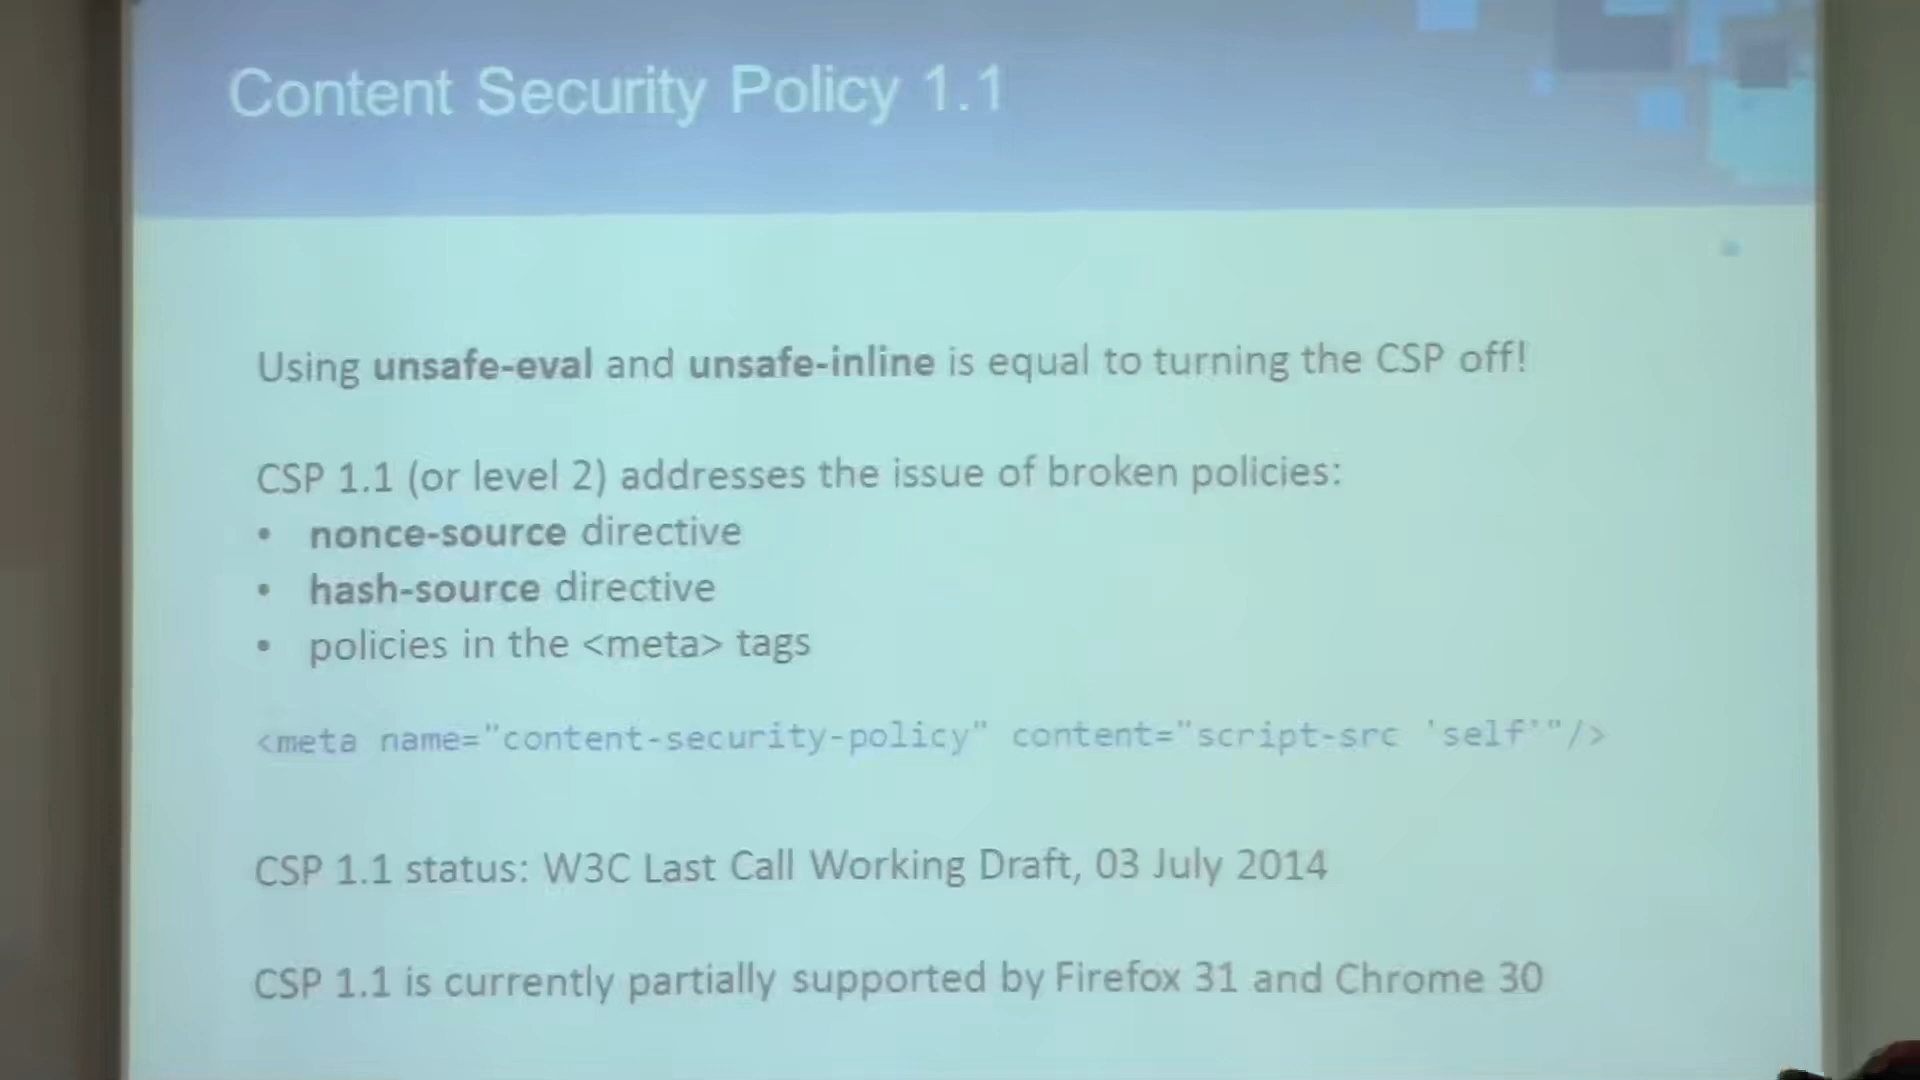 Content Security Policy 1.1
Using unsafe-eval and unsafe-inline is equal to turning the CSP off!
CSP 1.1 (or level 2) addresses the issue of broken policies:
• nonce-source directive
• hash-source directive
• policies in the <meta> tags
<meta name="content-security-policy" content="script-src 'self'"/>
CSP 1.1 status: W3C Last Call Working Draft, 03 July 2014
CSP 1.1 is currently partially supported by Firefox 31 and Chrome 30